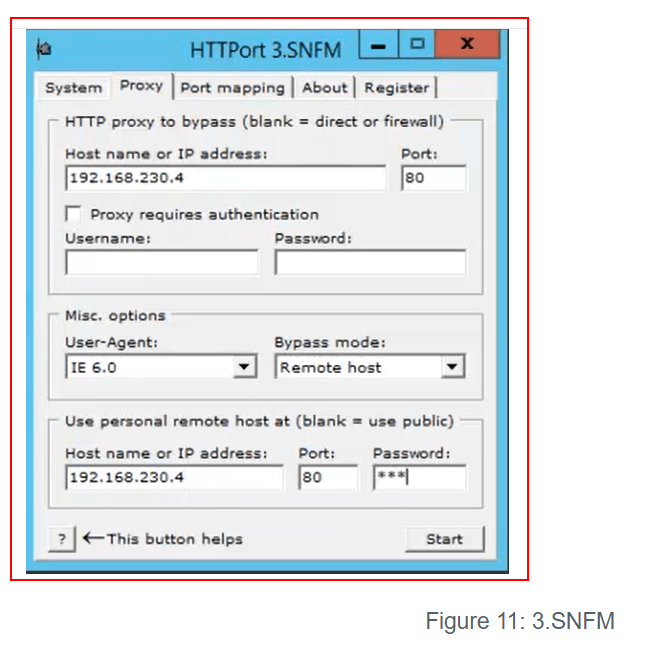 HTTPort 3.SNFM
System Proxy Port mapping About Register
HTTP proxy to bypass (blank = direct or firewall)
Host name or IP address: Port:
192.168.230.4 80
Proxy requires authentication
Username: Password:
Misc. options
User-Agent: Bypass mode:
IE 6.0 Remote host
Use personal remote host at (blank = use public)
Host name or IP address: Port: Password:
192.168.230.4 80 ***
? ←This button helps Start
Figure 11: 3.SNFM